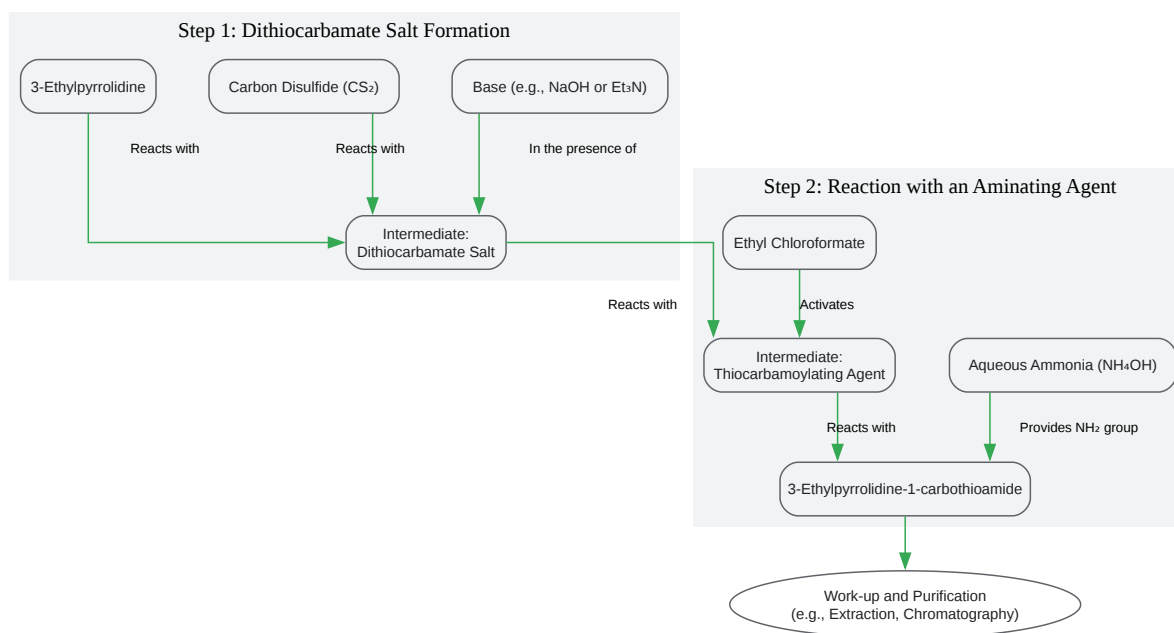 Step 1: Dithiocarbamate Salt Formation
3-Ethylpyrrolidine
Carbon Disulfide (CS₂)
Base (e.g., NaOH or Et₃N)
Reacts with
Reacts with
In the presence of
Intermediate:
Dithiocarbamate Salt
Step 2: Reaction with an Aminating Agent
Ethyl Chloroformate
Reacts with
Activates
Intermediate:
Thiocarbamoylating Agent
Aqueous Ammonia (NH₄OH)
Reacts with
Provides NH₂ group
3-Ethylpyrrolidine-1-carbothioamide
Work-up and Purification
(e.g., Extraction, Chromatography)